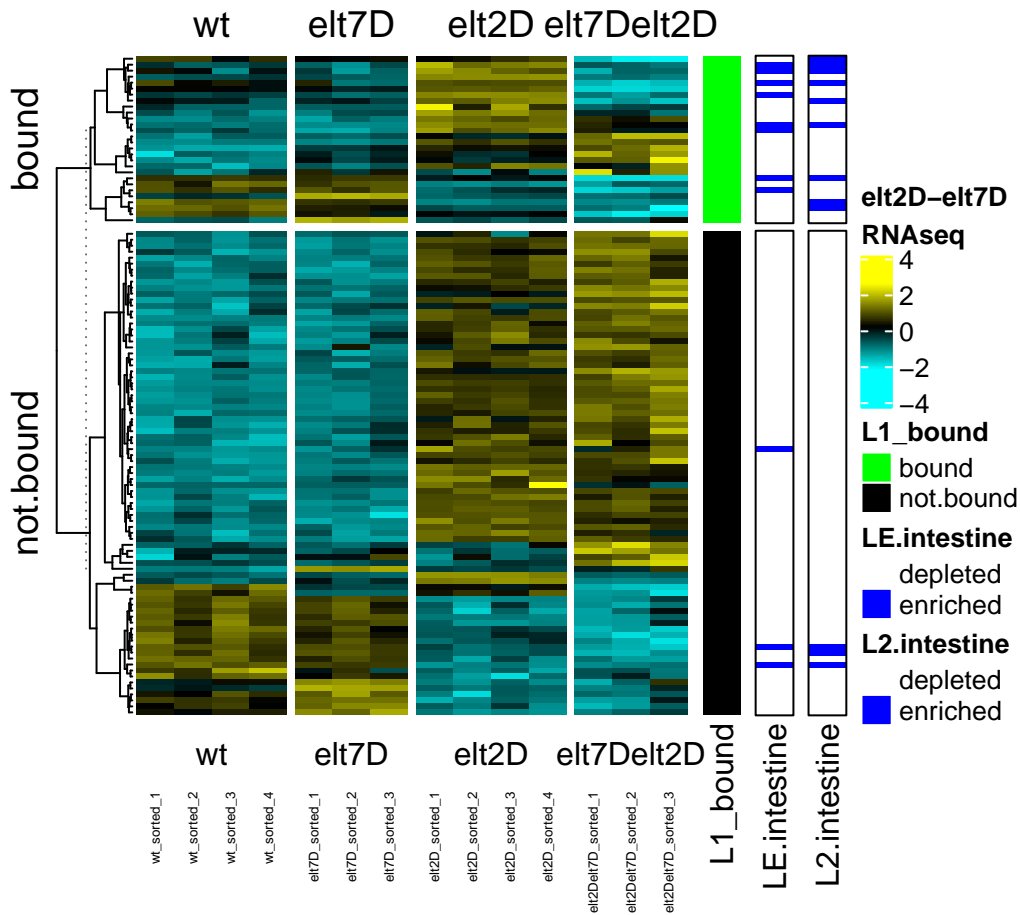 wt elt7D elt2D elt7Delt2D
bound
not.bound
elt2D−elt7D
RNAseq
4
2
0
−2
−4
L1_bound
bound
not.bound
LE.intestine
depleted
enriched
L2.intestine
depleted
enriched
wt elt7D elt2D elt7Delt2D
wt_sorted_1
wt_sorted_2
wt_sorted_3
wt_sorted_4
elt7D_sorted_1
elt7D_sorted_2
elt7D_sorted_3
elt2D_sorted_1
elt2D_sorted_2
elt2D_sorted_3
elt2D_sorted_4
elt2Delt7D_sorted_1
elt2Delt7D_sorted_2
elt2Delt7D_sorted_3
L1_bound
LE.intestine
L2.intestine